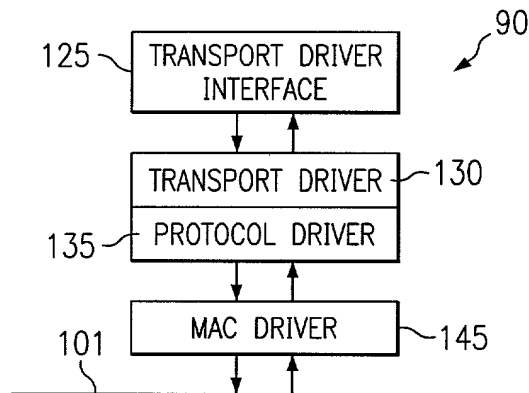 90
125
TRANSPORT DRIVER
INTERFACE
TRANSPORT DRIVER
130
135
PROTOCOL DRIVER
MAC DRIVER
145
101